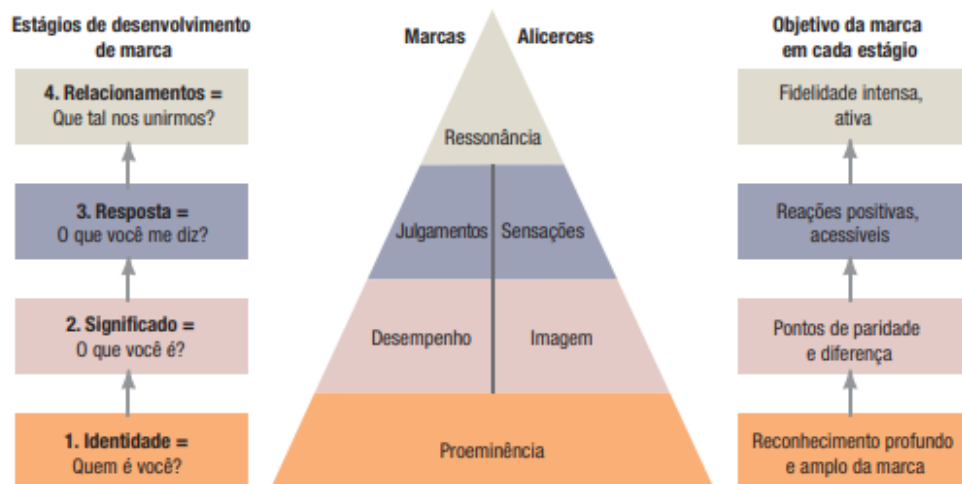 Estágios de desenvolvimento
de marca
4. Relacionamentos =
Que tal nos unirmos?
3. Resposta =
O que você me diz?
2. Significado =
O que você é?
1. Identidade =
Quem é você?
Marcas
Alicerces
Ressonância
Julgamentos
Sensações
Desempenho
Imagem
Proeminência
Objetivo da marca
em cada estágio
Fidelidade intensa,
ativa
Reações positivas,
acessíveis
Pontos de paridade
e diferença
Reconhecimento profundo
e amplo da marca